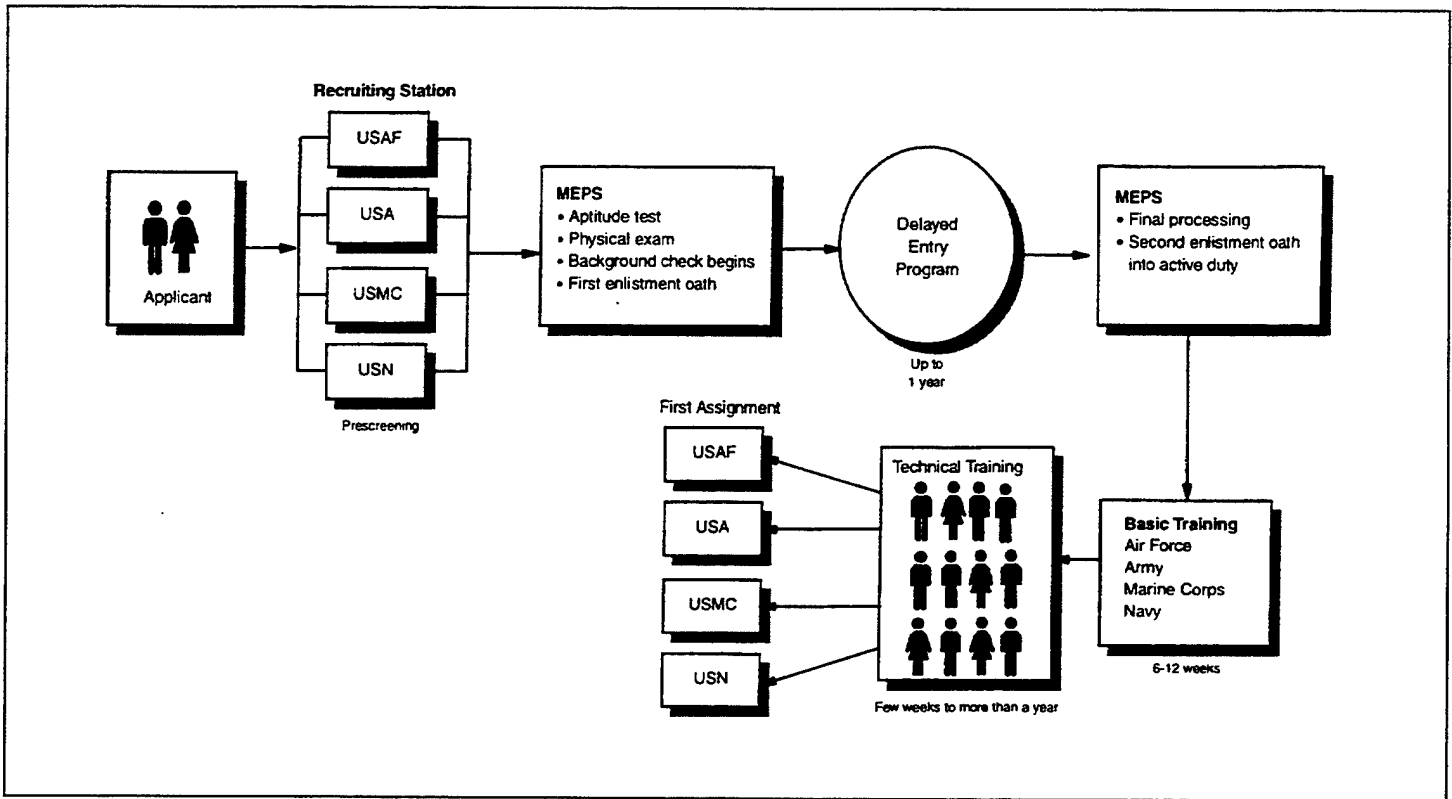 Recruiting Station
USAF
USA
USMC
USN
Prescreening
Applicant
MEPS
• Aptitude test
• Physical exam
• Background check begins
• First enlistment oath
Delayed
Entry
Program
Up to
1 year
MEPS
• Final processing
• Second enlistment oath
into active duty
Basic Training
Air Force
Army
Marine Corps
Navy
6-12 weeks
Technical Training
Few weeks to more than a year
First Assignment
USAF
USA
USMC
USN